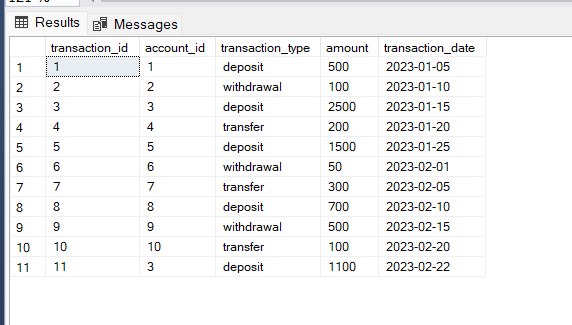 Results Messages
transaction_id account_id transaction_type amount transaction_date
1 1 1 deposit 500 2023-01-05
2 2 2 withdrawal 100 2023-01-10
3 3 3 deposit 2500 2023-01-15
4 4 4 transfer 200 2023-01-20
5 5 5 deposit 1500 2023-01-25
6 6 6 withdrawal 50 2023-02-01
7 7 7 transfer 300 2023-02-05
8 8 8 deposit 700 2023-02-10
9 9 9 withdrawal 500 2023-02-15
10 10 10 transfer 100 2023-02-20
11 11 3 deposit 1100 2023-02-22